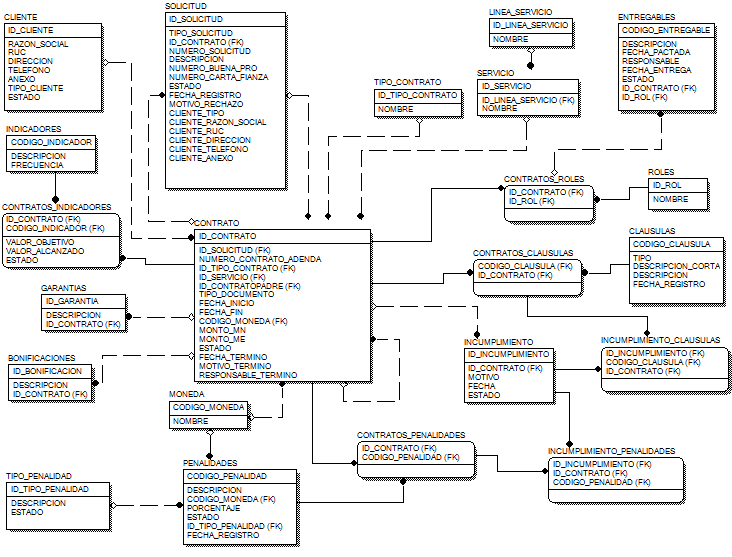 CLIENTE
ID_CLIENTE
RAZON_SOCIAL
RUC
DIRECCION
TELEFONO
ANEXO
TIPO_CLIENTE
ESTADO
SOLICITUD
ID_SOLICITUD
TIPO_SOLICITUD
ID_CONTRATO (FK)
NUMERO_SOLICITUD
DESCRIPCION
NUMERO_BUENA_PRO
NUMERO_CARTA_FIANZA
ESTADO
FECHA_REGISTRO
MOTIVO_RECHAZO
CLIENTE_TIPO
CLIENTE_RAZON_SOCIAL
CLIENTE_RUC
CLIENTE_DIRECCION
CLIENTE_TELEFONO
CLIENTE_ANEXO
LINEA_SERVICIO
ID_LINEA_SERVICIO
NOMBRE
ENTREGABLES
CODIGO_ENTREGABLE
DESCRIPCION
FECHA_PACTADA
RESPONSABLE
FECHA_ENTREGA
ESTADO
ID_CONTRATO (FK)
ID_ROL (FK)
TIPO_CONTRATO
ID_TIPO_CONTRATO
NOMBRE
SERVICIO
ID_SERVICIO
ID_LINEA_SERVICIO (FK)
NOMBRE
INDICADORES
CODIGO_INDICADOR
DESCRIPCION
FRECUENCIA
CONTRATOS_ROLES
ID_CONTRATO (FK)
ID_ROL (FK)
ROLES
ID_ROL
NOMBRE
CONTRATOS_INDICADORES
ID_CONTRATO (FK)
CODIGO_INDICADOR (FK)
VALOR_OBJETIVO
VALOR_ALCANZADO
ESTADO
CONTRATO
ID_CONTRATO
ID_SOLICITUD (FK)
NUMERO_CONTRATO_ADENDA
ID_TIPO_CONTRATO (FK)
ID_SERVICIO (FK)
ID_CONTRATOPADRE (FK)
TIPO_DOCUMENTO
FECHA_INICIO
FECHA_FIN
CODIGO_MONEDA (FK)
MONTO_MN
MONTO_ME
ESTADO
FECHA_TERMINO
MOTIVO_TERMINO
RESPONSABLE_TERMINO
CONTRATOS_CLAUSULAS
CODIGO_CLAUSULA (FK)
ID_CONTRATO (FK)
CLAUSULAS
CODIGO_CLAUSULA
TIPO
DESCRIPCION_CORTA
DESCRIPCION
FECHA_REGISTRO
GARANTIAS
ID_GARANTIA
DESCRIPCION
ID_CONTRATO (FK)
BONIFICACIONES
ID_BONIFICACION
DESCRIPCION
ID_CONTRATO (FK)
INCUMPLIMIENTO
ID_INCUMPLIMIENTO
ID_CONTRATO (FK)
MOTIVO
FECHA
ESTADO
INCUMPLIMIENTO_CLAUSULAS
ID_INCUMPLIMIENTO (FK)
CODIGO_CLAUSULA (FK)
ID_CONTRATO (FK)
MONEDA
CODIGO_MONEDA
NOMBRE
CONTRATOS_PENALIDADES
ID_CONTRATO (FK)
CODIGO_PENALIDAD (FK)
INCUMPLIMIENTO_PENALIDADES
ID_INCUMPLIMIENTO (FK)
ID_CONTRATO (FK)
CODIGO_PENALIDAD (FK)
TIPO_PENALIDAD
ID_TIPO_PENALIDAD
DESCRIPCION
ESTADO
PENALIDADES
CODIGO_PENALIDAD
DESCRIPCION
CODIGO_MONEDA (FK)
PORCENTAJE
ESTADO
ID_TIPO_PENALIDAD (FK)
FECHA_REGISTRO